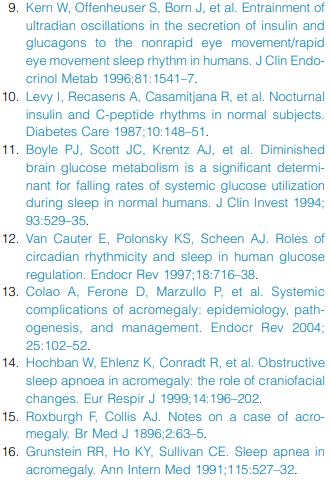 9. Kern W, Offenheuser S, Born J, et al. Entrainment of
ultradian oscillations in the secretion of insulin and
glucagons to the nonrapid eye movement/rapid
eye movement sleep rhythm in humans. J Clin Endo-
crinol Metab 1996;81:1541–7.
10. Levy I, Recasens A, Casamitjana R, et al. Nocturnal
insulin and C-peptide rhythms in normal subjects.
Diabetes Care 1987;10:148–51.
11. Boyle PJ, Scott JC, Krentz AJ, et al. Diminished
brain glucose metabolism is a significant determi-
nant for falling rates of systemic glucose utilization
during sleep in normal humans. J Clin Invest 1994;
93:529–35.
12. Van Cauter E, Polonsky KS, Scheen AJ. Roles of
circadian rhythmicity and sleep in human glucose
regulation. Endocr Rev 1997;18:716–38.
13. Colao A, Ferone D, Marzullo P, et al. Systemic
complications of acromegaly: epidemiology, path-
ogenesis, and management. Endocr Rev 2004;
25:102–52.
14. Hochban W, Ehlenz K, Conradt R, et al. Obstructive
sleep apnoea in acromegaly: the role of craniofacial
changes. Eur Respir J 1999;14:196–202.
15. Roxburgh F, Collis AJ. Notes on a case of acro-
megaly. Br Med J 1896;2:63–5.
16. Grunstein RR, Ho KY, Sullivan CE. Sleep apnea in
acromegaly. Ann Intern Med 1991;115:527–32.